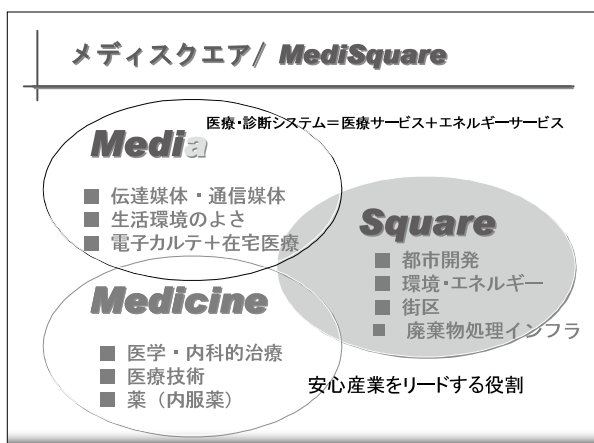 メディスクエア/ MediSquare
医療・診断システム＝医療サービス＋エネルギーサービス
Media
■ 伝達媒体・通信媒体
■ 生活環境のよさ
■ 電子カルテ＋在宅医療
Square
■ 都市開発
■ 環境・エネルギー
■ 街区
■ 廃棄物処理インフラ
Medicine
■ 医学・内科的治療
■ 医療技術
■ 薬（内服薬）
安心産業をリードする役割